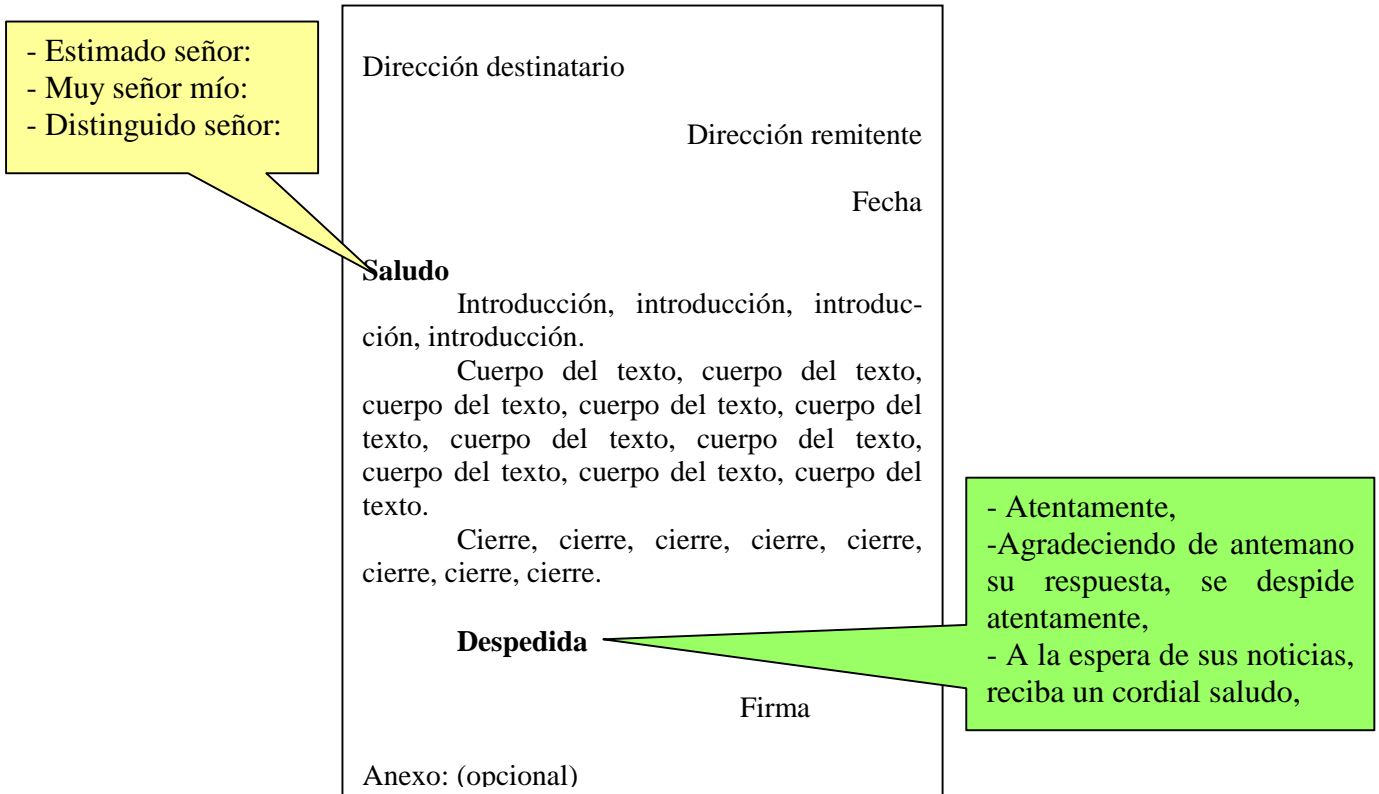 - Estimado señor:
- Muy señor mío:
- Distinguido señor:
Dirección destinatario
Dirección remitente
Fecha
Saludo
Introducción, introducción, introduc-
ción, introducción.
Cuerpo del texto, cuerpo del texto,
cuerpo del texto, cuerpo del texto, cuerpo del
texto, cuerpo del texto, cuerpo del texto,
cuerpo del texto, cuerpo del texto, cuerpo del
texto.
Cierre, cierre, cierre, cierre, cierre,
cierre, cierre, cierre.
Despedida
Firma
Anexo: (opcional)
- Atentamente,
-Agradeciendo de antemano
su respuesta, se despide
atentamente,
- A la espera de sus noticias,
reciba un cordial saludo,